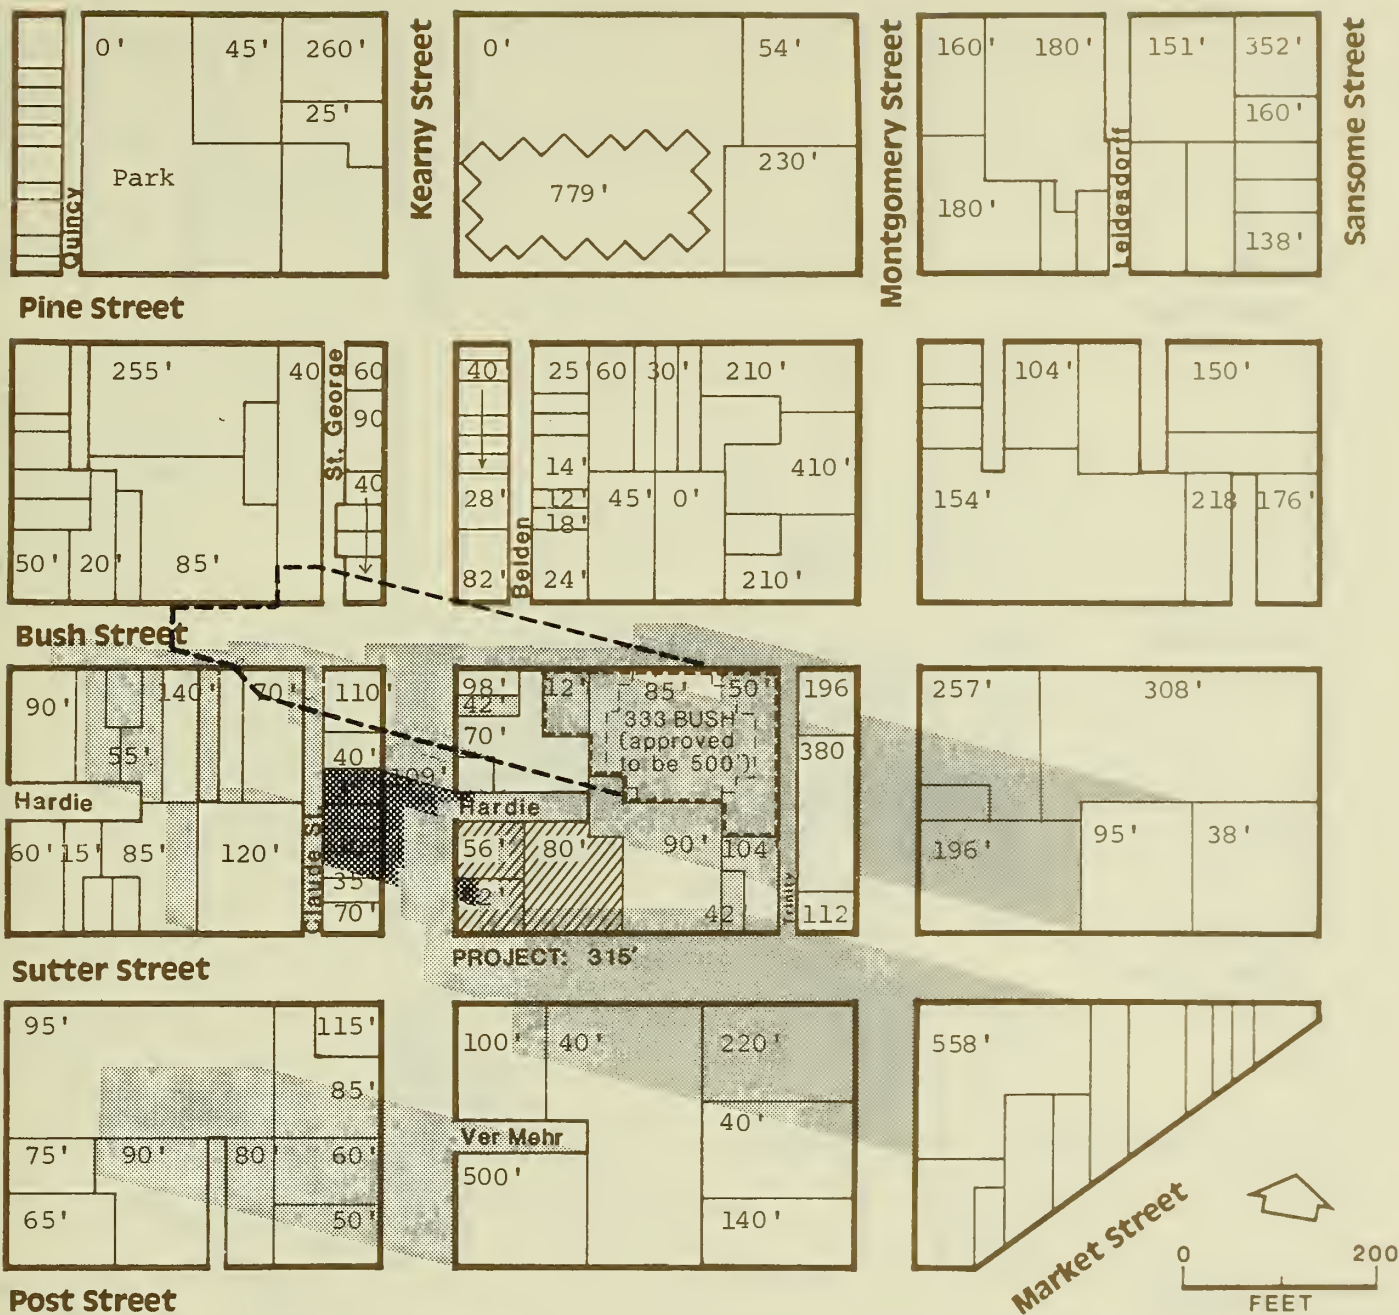 0' 45' 260' 0' 54' 160' 180' 151' 352'
25' 160'
Park 779' 230' 180' 138'
Quincy
Kearny Street
Montgomery Street
Leidesdorff
Sansome Street
Pine Street
255' 40 60 40' 25' 60 30' 210' 104' 150'
90
St. George
14' 410'
40 28' 12' 45' 0' 154' 218 176'
18'
50' 20' 85' 82' 24' 210'
Belden
Bush Street
90' 140' 70' 110' 98' 12' 85' 50' 196 257' 308'
42'
333 BUSH
(approved
to be 500')
55' 40' 70' 380'
Hardie
Hardie
60' 15' 85' 120' 56' 80' 90' 104 196' 95' 38'
35
70' 42 112
Claude St.
Trinity
Sutter Street
PROJECT: 315'
95' 115' 100' 40' 220' 558'
85' 40'
Ver Mehr
75' 90' 80 60' 500'
65' 50' 140'
Market Street
0 200
FEET
Post Street